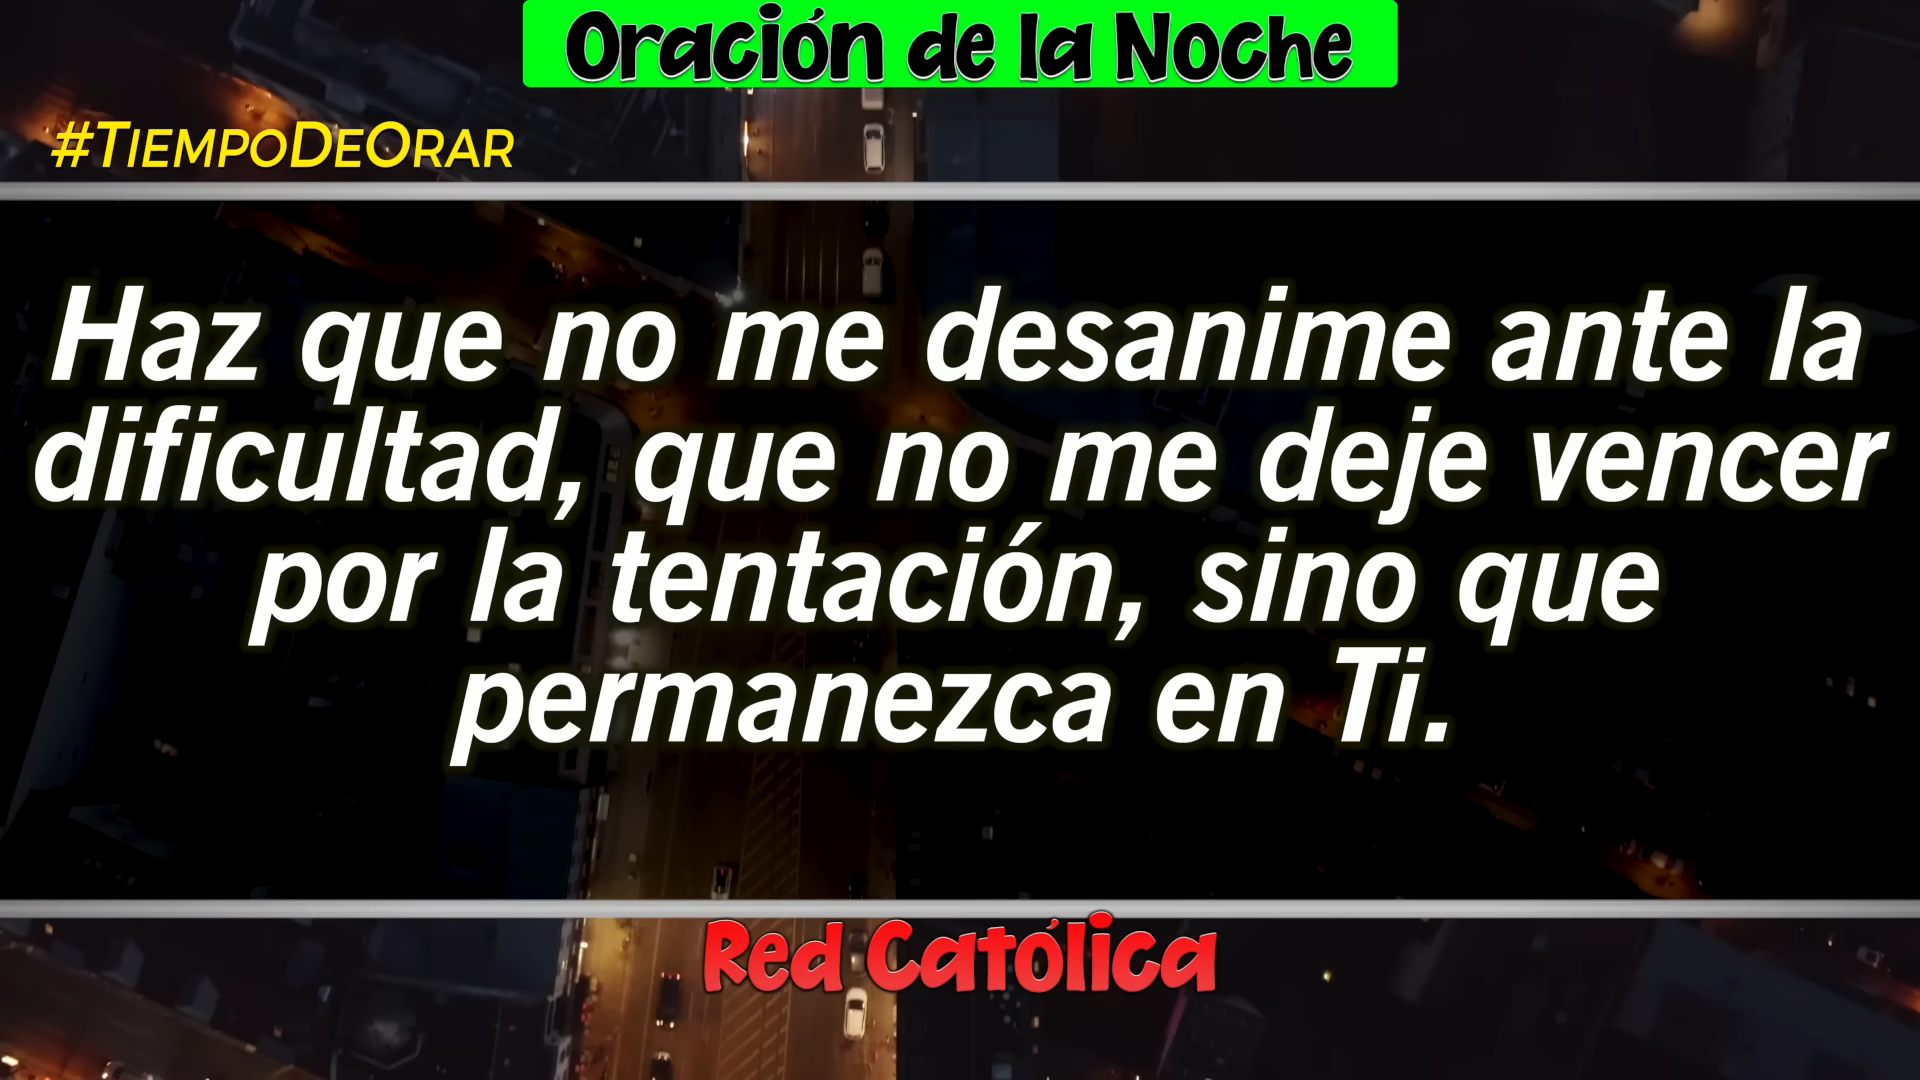 Oración de la Noche
#TIEMPODEORAR
Haz que no me desanime ante la
dificultad, que no me deje vencer
por la tentación, sino que
permanezca en Ti.
Red Católica